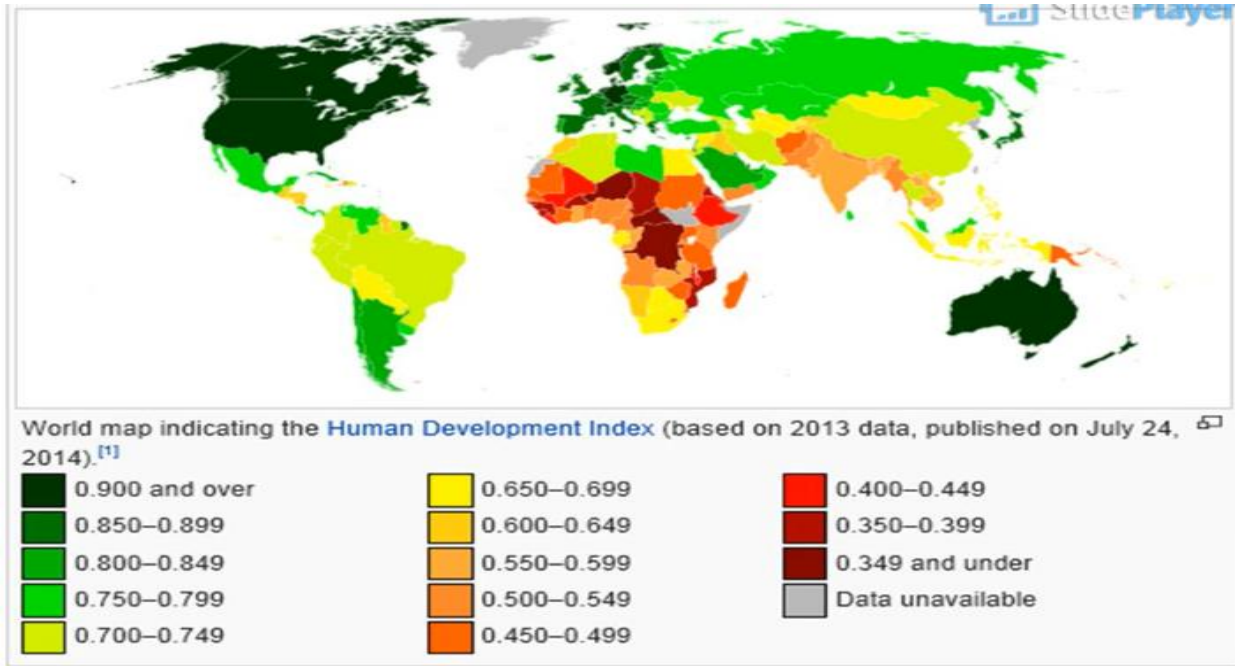 SlidePlayer
World map indicating the Human Development Index (based on 2013 data, published on July 24,
2014).[1]
0.900 and over
0.850–0.899
0.800–0.849
0.750–0.799
0.700–0.749
0.650–0.699
0.600–0.649
0.550–0.599
0.500–0.549
0.450–0.499
0.400–0.449
0.350–0.399
0.349 and under
Data unavailable